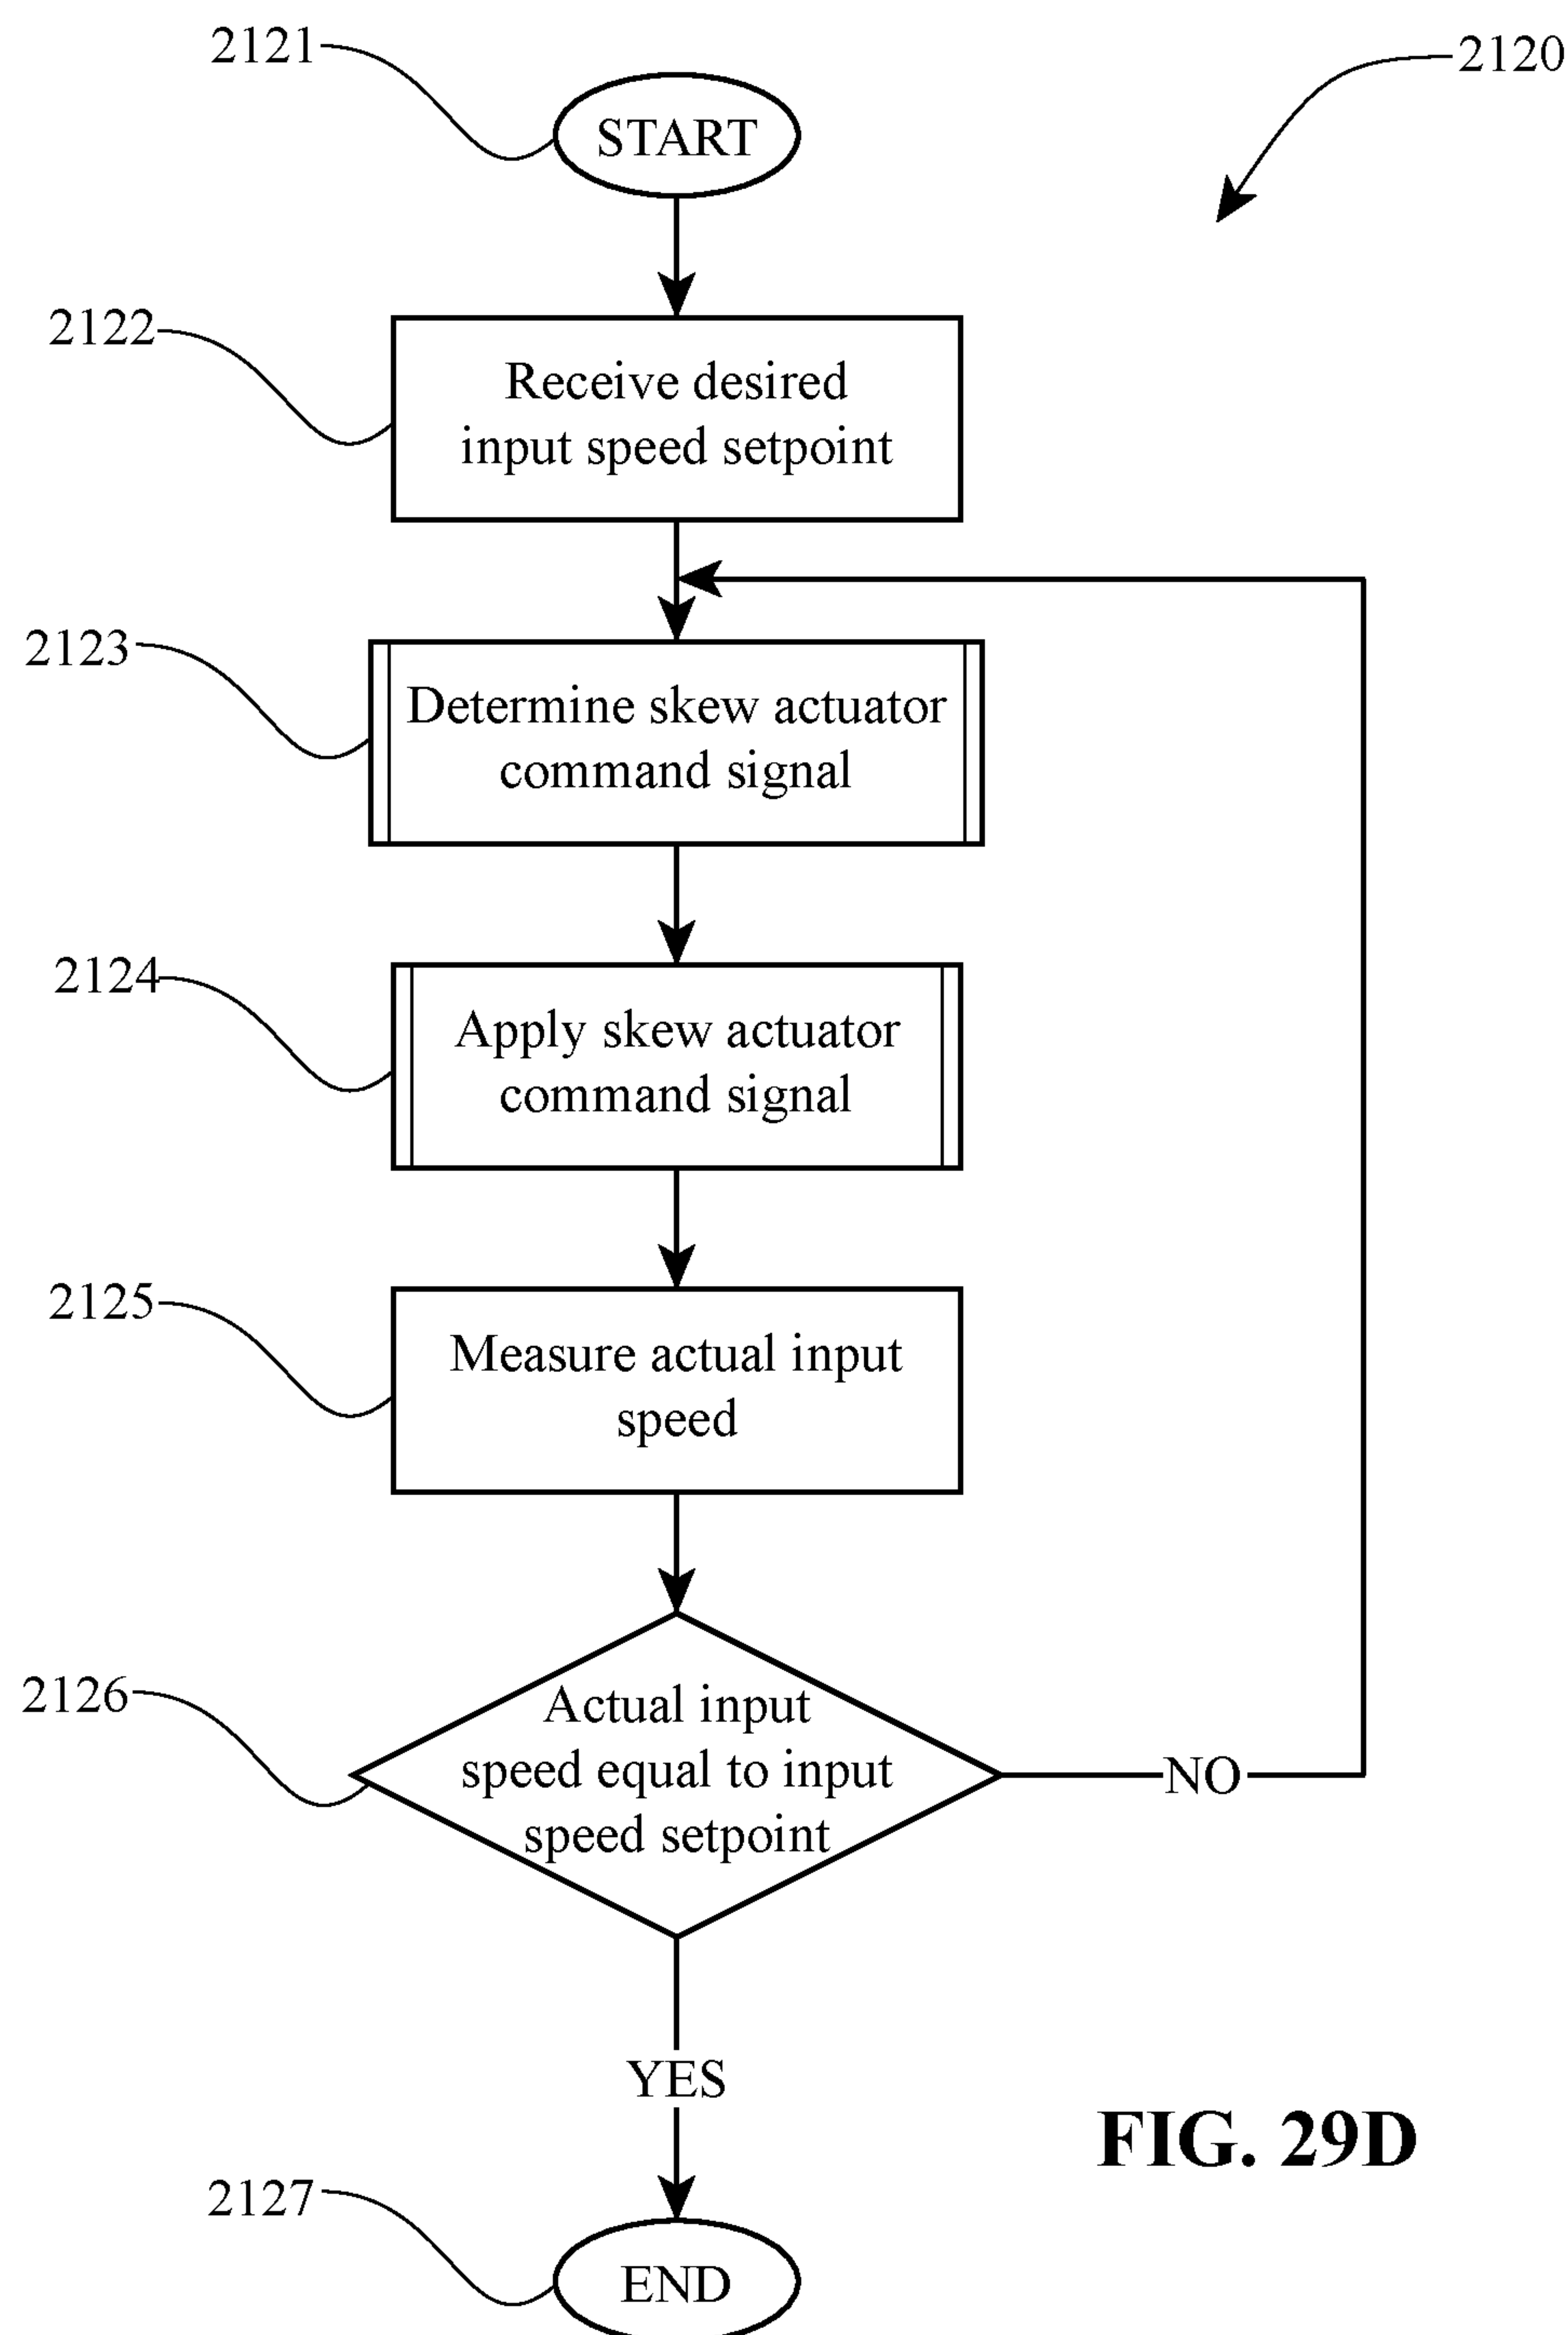 2121
2120
START
2122
Receive desired
input speed setpoint
2123
Determine skew actuator
command signal
2124
Apply skew actuator
command signal
2125
Measure actual input
speed
2126
Actual input
speed equal to input
speed setpoint
NO
YES
FIG. 29D
2127
END